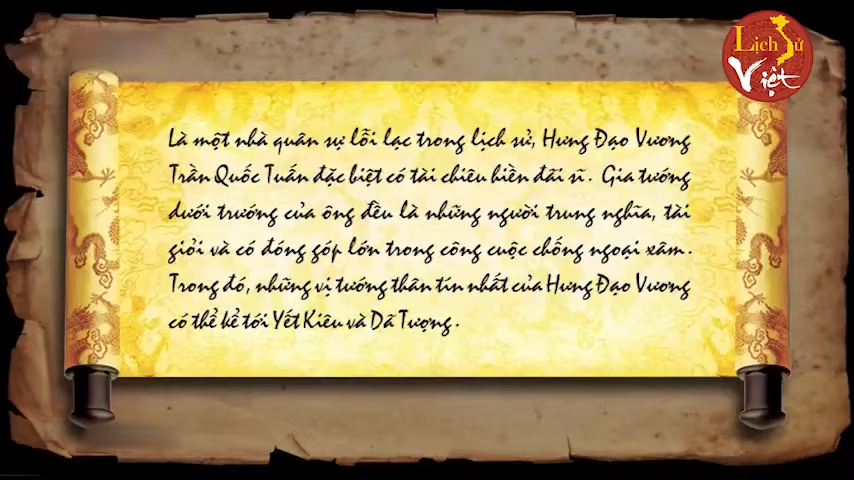 Lịch Sử
Việt
Là một nhà quân sự lỗi lạc trong lịch sử, Hưng Đạo Vương
Trần Quốc Tuấn đặc biệt có tài chiêu hiền đãi sĩ. Gia tướng
dưới trướng của ông đều là những người trung nghĩa, tài
giỏi và có đóng góp lớn trong công cuộc chống ngoại xâm.
Trong đó, những vị tướng thân tín nhất của Hưng Đạo Vương
có thể kể tới Yết Kiêu và Dã Tượng.